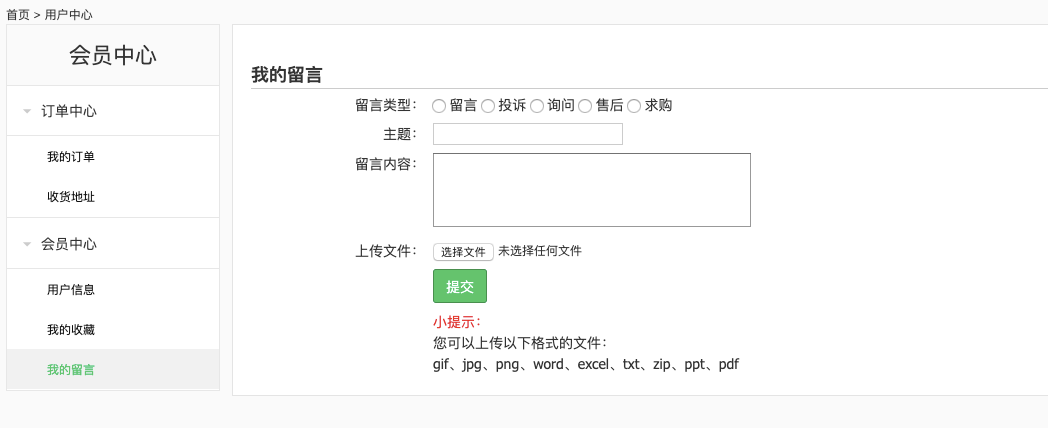 首页 > 用户中心
会员中心
订单中心
我的订单
收货地址
会员中心
用户信息
我的收藏
我的留言
我的留言
留言类型： 留言 投诉 询问 售后 求购
主题：
留言内容：
上传文件： 选择文件 未选择任何文件
提交
小提示：
您可以上传以下格式的文件：
gif、jpg、png、word、excel、txt、zip、ppt、pdf